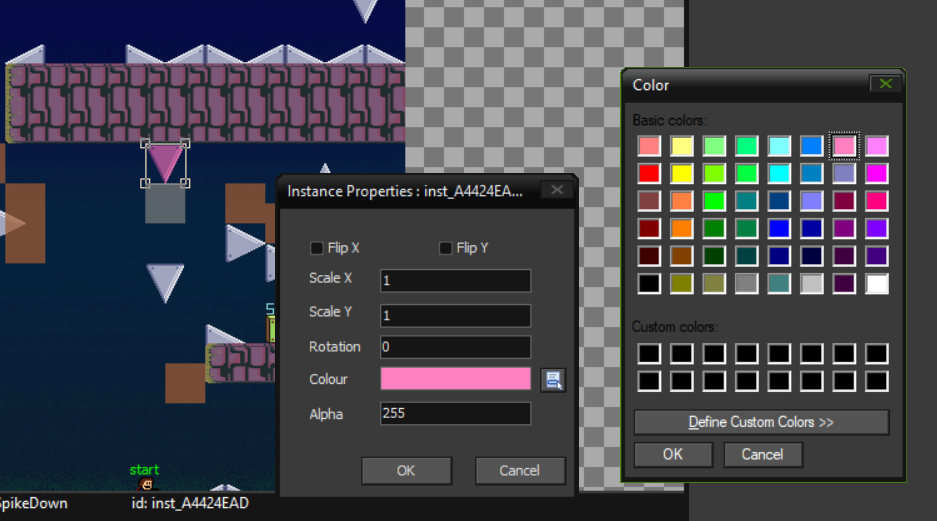 Color
Basic colors:
Instance Properties : inst_A4424EA...
Flip X
Flip Y
Scale X
1
Scale Y
1
Rotation
0
Colour
Alpha
255
OK
Cancel
Custom colors:
Define Custom Colors >>
OK
Cancel
S
start
SpikeDown
id: inst_A4424EAD